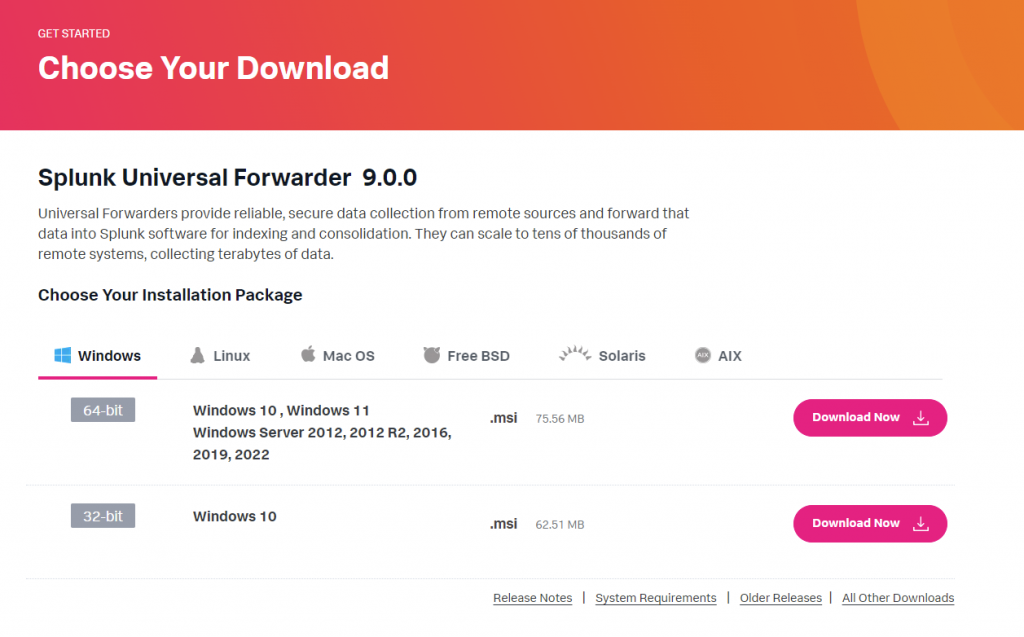 GET STARTED
Choose Your Download
Splunk Universal Forwarder 9.0.0
Universal Forwarders provide reliable, secure data collection from remote sources and forward that
data into Splunk software for indexing and consolidation. They can scale to tens of thousands of
remote systems, collecting terabytes of data.
Choose Your Installation Package
Windows Linux Mac OS Free BSD Solaris AIX AIX
64-bit Windows 10 , Windows 11 .msi 75.56 MB Download Now
Windows Server 2012, 2012 R2, 2016,
2019, 2022
32-bit Windows 10 .msi 62.51 MB Download Now
Release Notes | System Requirements | Older Releases | All Other Downloads